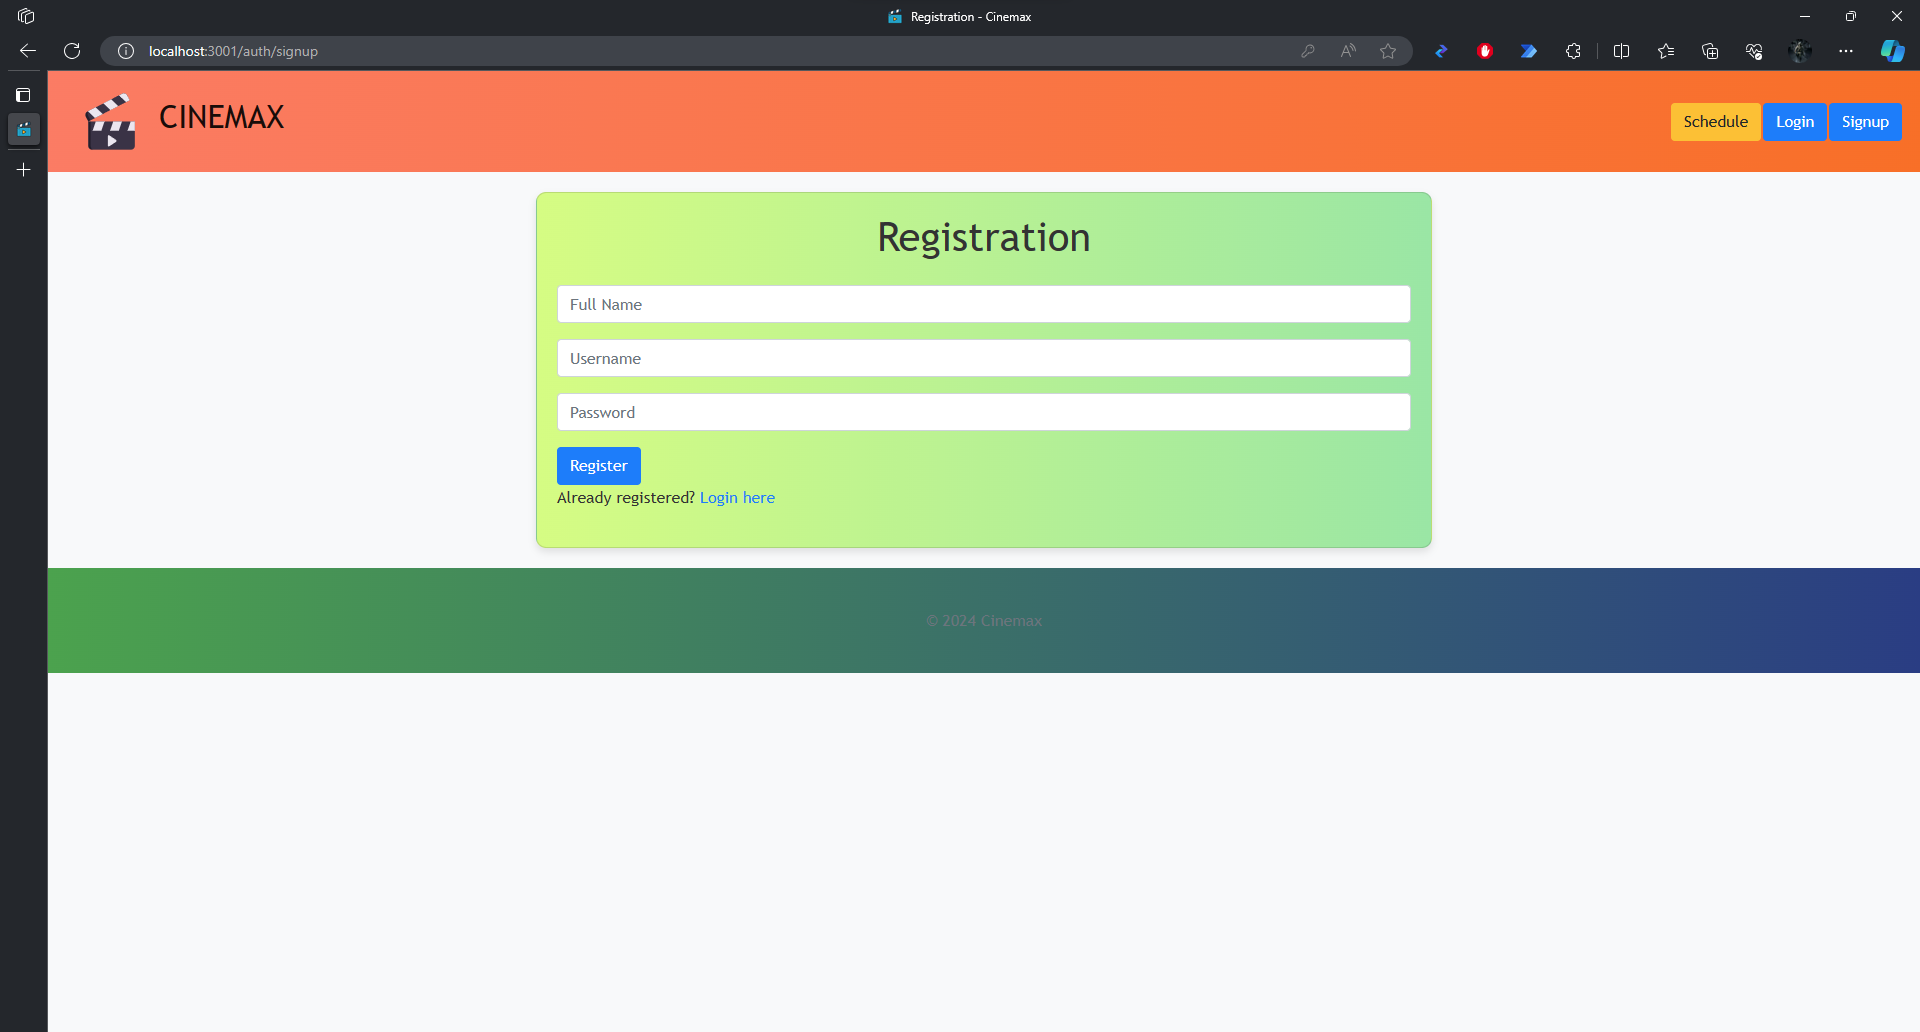 Registration - Cinemax
localhost:3001/auth/signup
CINEMAX
Schedule Login Signup
Registration
Full Name
Username
Password
Register
Already registered? Login here
© 2024 Cinemax